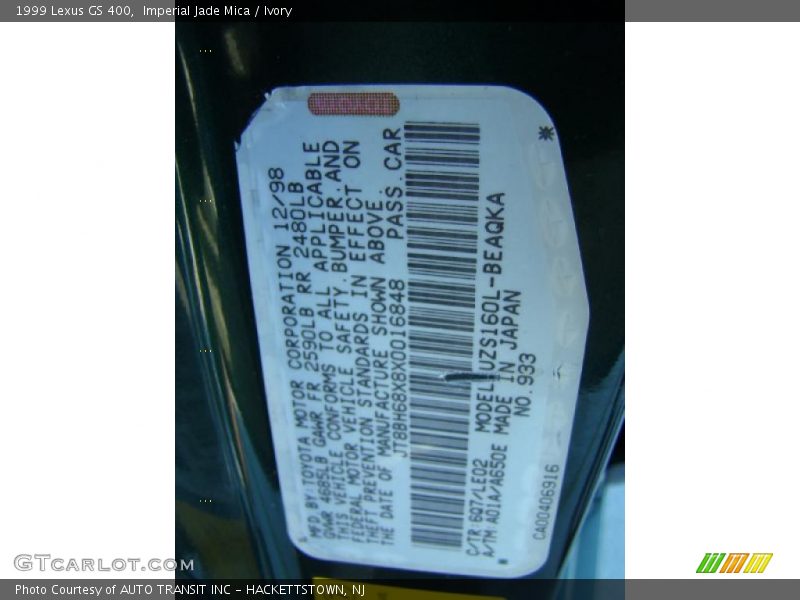 1999 Lexus GS 400,  Imperial Jade Mica / Ivory
MFD.BY:TOYOTA MOTOR CORPORATION 12/98
GVWR 4685LB GAWR FR 2590LB RR 2480LB
THIS VEHICLE CONFORMS TO ALL APPLICABLE
FEDERAL MOTOR VEHICLE SAFETY,BUMPER,AND
THEFT PREVENTION STANDARDS IN EFFECT ON
THE DATE OF MANUFACTURE SHOWN ABOVE.
JT8BH68X8X0016848 PASS.CAR
C/TR:6Q7/LE02 MODEL:UZS160L-BEAQKA
A/TM A01A/A650E MADE IN JAPAN
NO.933
CA00406916
GTCARLOT.COM
Photo Courtesy of AUTO TRANSIT INC - HACKETTSTOWN, NJ